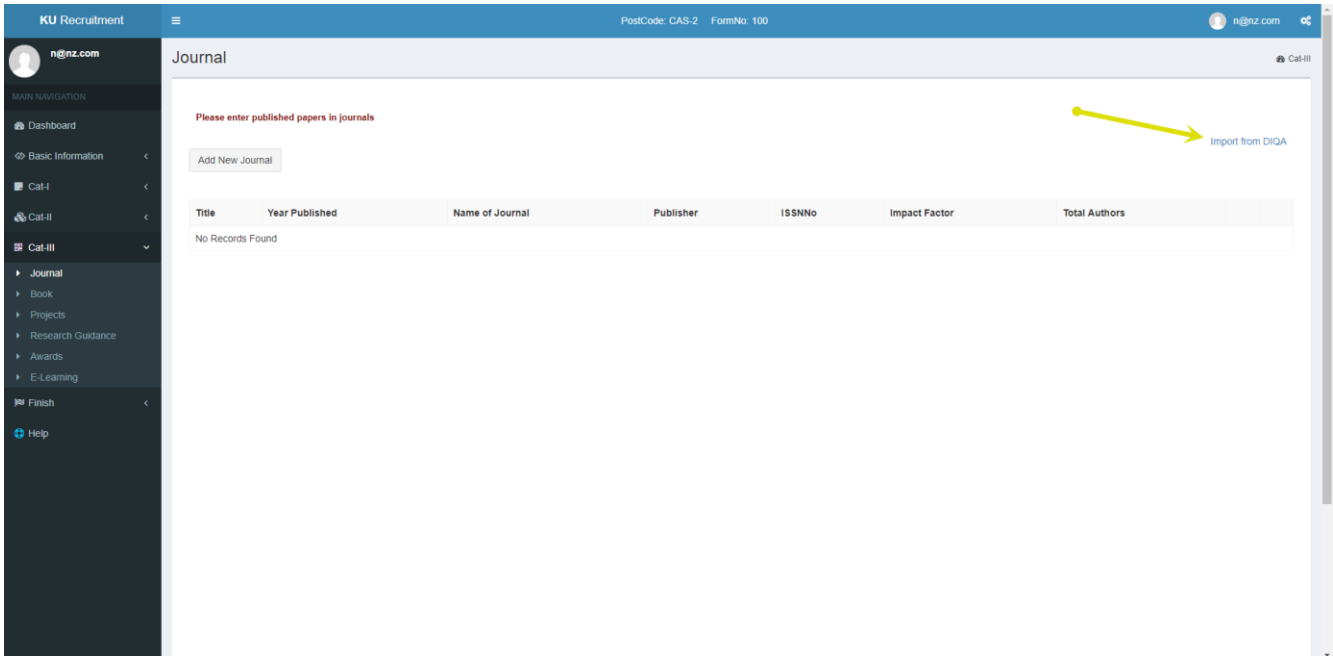 KU Recruitment
PostCode: CAS-2 FormNo: 100
n@nz.com
n@nz.com
MAIN NAVIGATION
Dashboard
Basic Information
Cat-I
Cat-II
Cat-III
Journal
Book
Projects
Research Guidance
Awards
E-Learning
Finish
Help
Journal
Cat-III
Please enter published papers in journals
Import from DIQA
Add New Journal
Title Year Published Name of Journal Publisher ISSNNo Impact Factor Total Authors
No Records Found